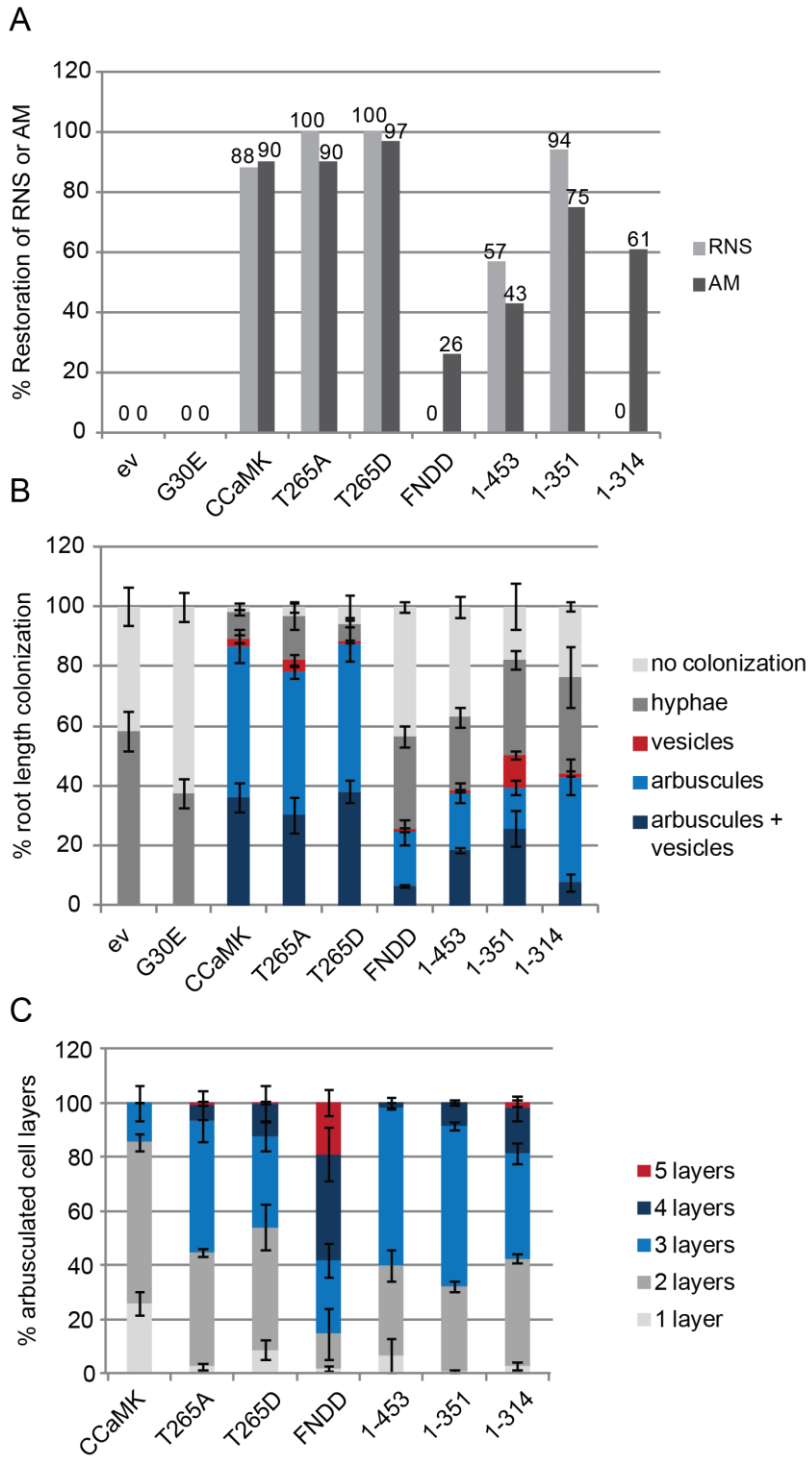 A
% Restoration of RNS or AM
120
100
80
60
40
20
0
0 0
0 0
88 90
100 90
100 97
0 26
57 43
94 75
0 61
ev
G30E
CCaMK
T265A
T265D
FNDD
1-453
1-351
1-314
RNS
AM
B
% root length colonization
120
100
80
60
40
20
0
ev
G30E
CCaMK
T265A
T265D
FNDD
1-453
1-351
1-314
no colonization
hyphae
vesicles
arbuscules
arbuscules +
vesicles
C
% arbusculated cell layers
120
100
80
60
40
20
0
CCaMK
T265A
T265D
FNDD
1-453
1-351
1-314
5 layers
4 layers
3 layers
2 layers
1 layer